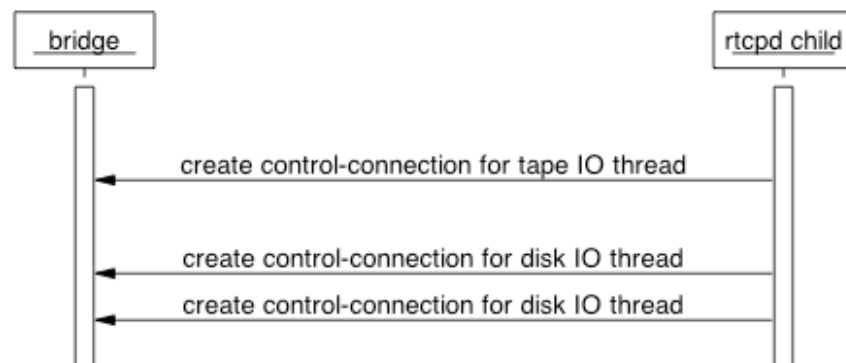 bridge
rtcpd child
create control-connection for tape IO thread
create control-connection for disk IO thread
create control-connection for disk IO thread